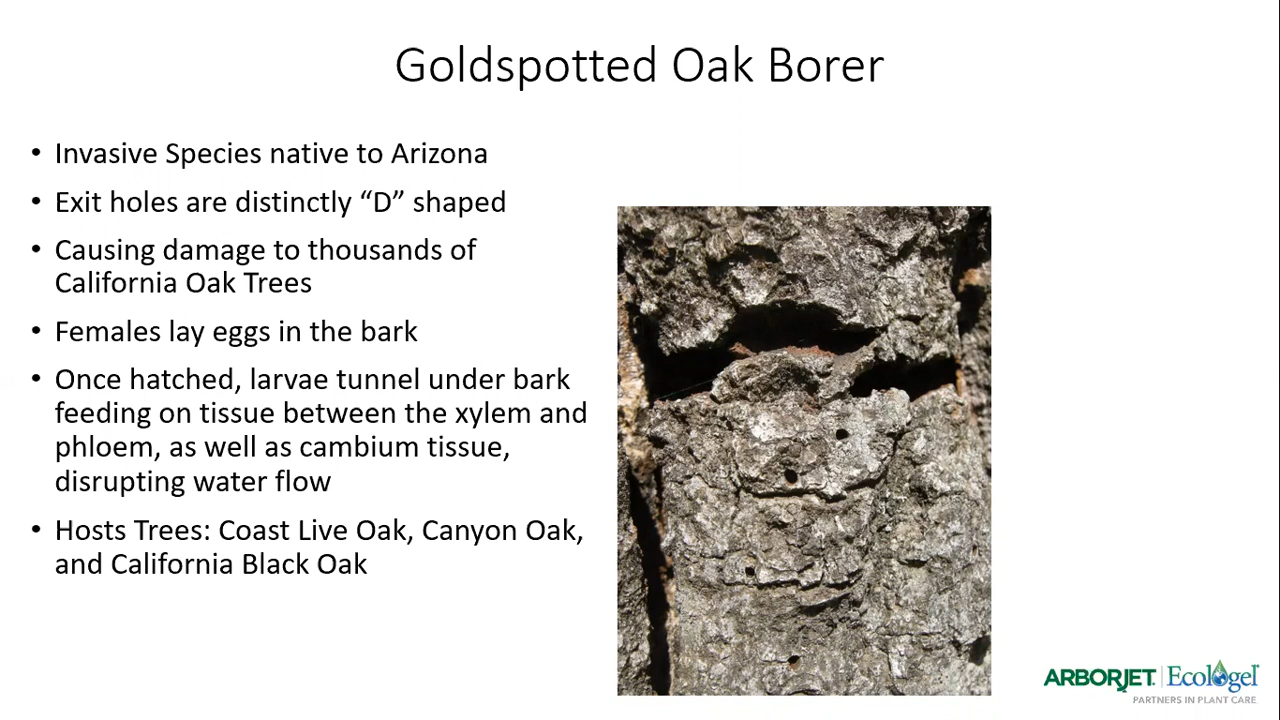 Goldspotted Oak Borer
• Invasive Species native to Arizona
• Exit holes are distinctly “D” shaped
• Causing damage to thousands of
California Oak Trees
• Females lay eggs in the bark
• Once hatched, larvae tunnel under bark
feeding on tissue between the xylem and
phloem, as well as cambium tissue,
disrupting water flow
• Hosts Trees: Coast Live Oak, Canyon Oak,
and California Black Oak
ARBORJET | Ecologel
PARTNERS IN PLANT CARE